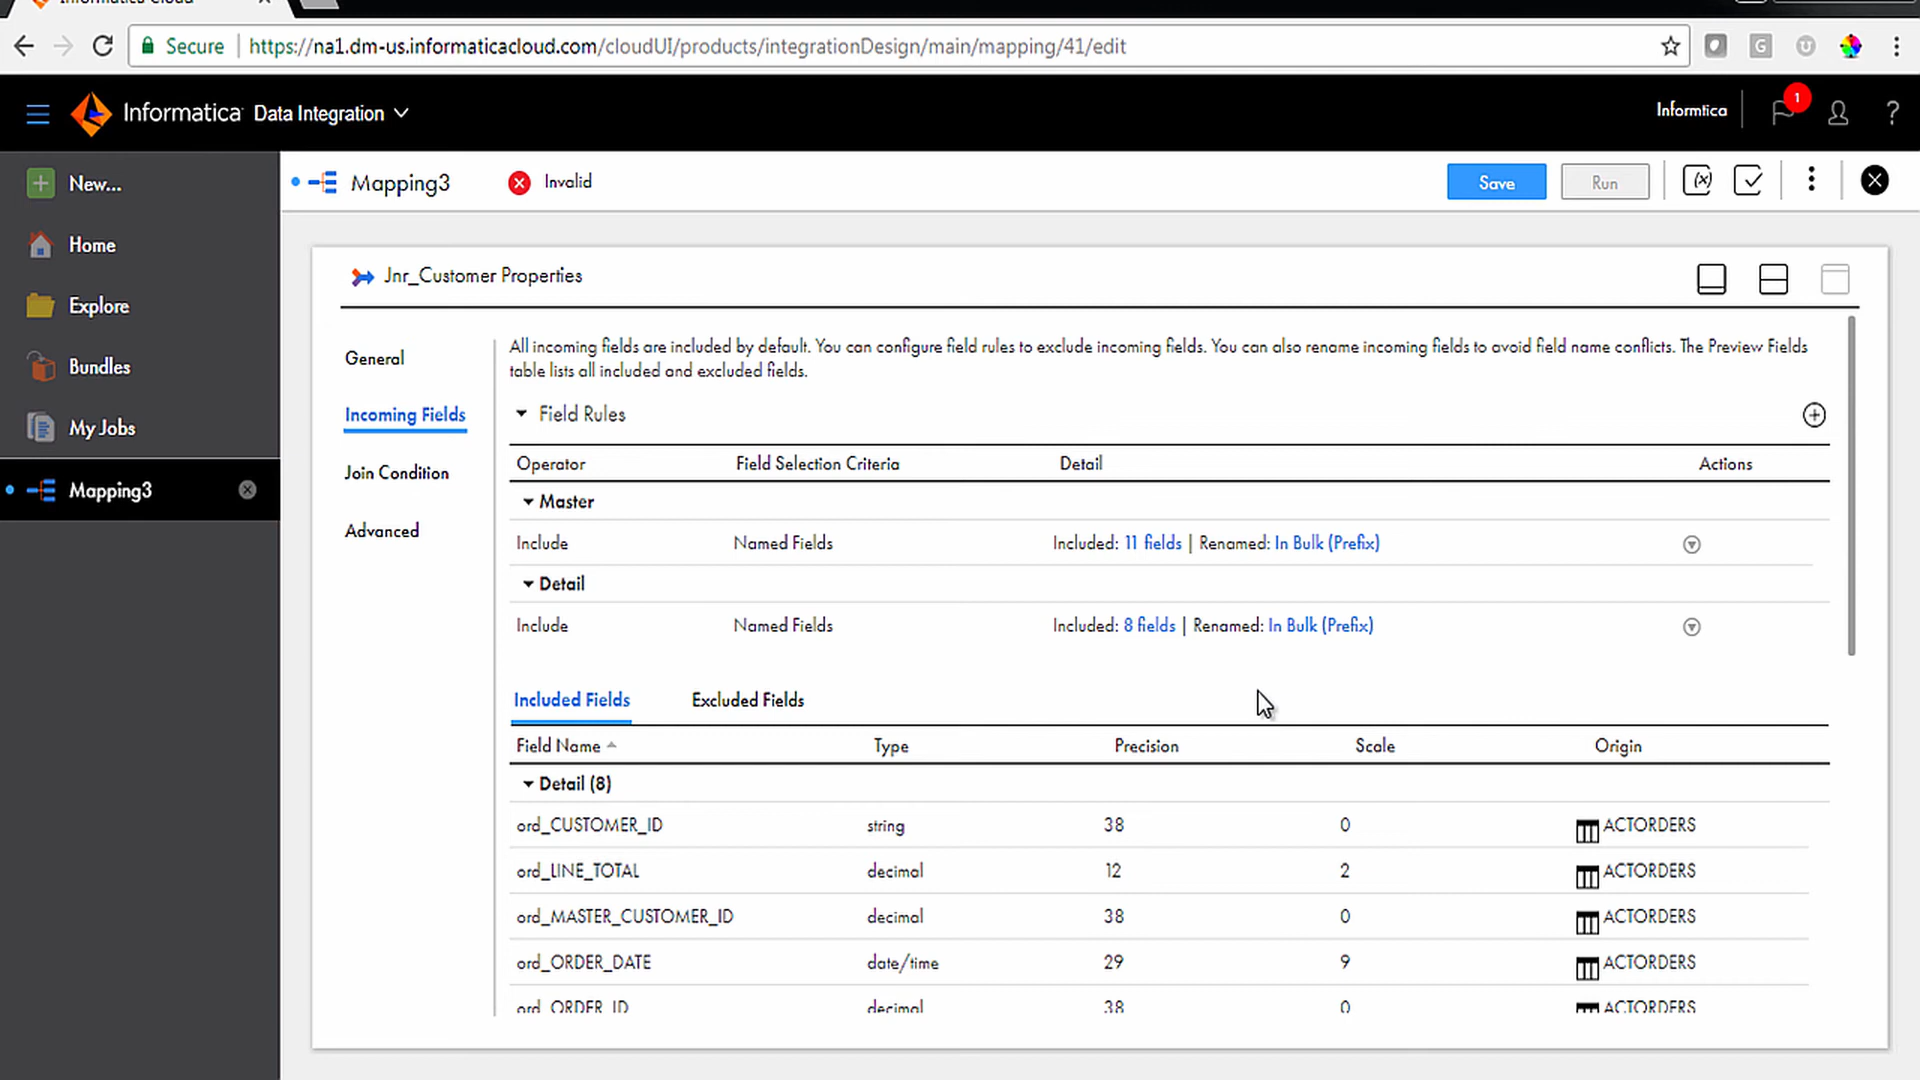 Informatica Cloud
Secure https://na1.dm-us.informaticacloud.com/cloudUI/products/integrationDesign/main/mapping/41/edit
Informatica Data Integration
Informtica
1
?
New...
Home
Explore
Bundles
My Jobs
Mapping3
Mapping3
Invalid
Save
Run
(x)
Jnr_Customer Properties
General
Incoming Fields
Join Condition
Advanced
All incoming fields are included by default. You can configure field rules to exclude incoming fields. You can also rename incoming fields to avoid field name conflicts. The Preview Fields
table lists all included and excluded fields.
Field Rules
Operator Field Selection Criteria Detail Actions
Master
Include Named Fields Included: 11 fields | Renamed: In Bulk (Prefix)
Detail
Include Named Fields Included: 8 fields | Renamed: In Bulk (Prefix)
Included Fields Excluded Fields
Field Name Type Precision Scale Origin
Detail (8)
ord_CUSTOMER_ID string 38 0 ACTORDERS
ord_LINE_TOTAL decimal 12 2 ACTORDERS
ord_MASTER_CUSTOMER_ID decimal 38 0 ACTORDERS
ord_ORDER_DATE date/time 29 9 ACTORDERS
ord_ORDER_ID decimal 38 0 ACTORDERS